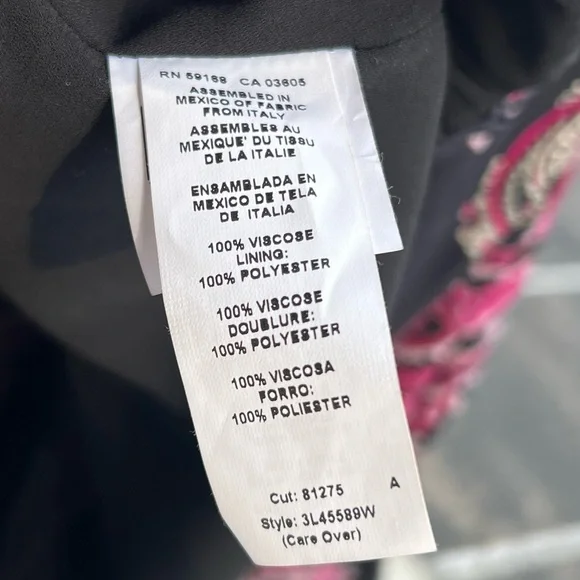 RN 59169 CA 03605
ASSEMBLED IN
MEXICO OF FABRIC
FROM ITALY
ASSEMBLES AU
MEXIQUE' DU TISSU
DE LA ITALIE
ENSAMBLADA EN
MEXICO DE TELA
DE ITALIA
100% VISCOSE
LINING:
100% POLYESTER
100% VISCOSE
DOUBLURE:
100% POLYESTER
100% VISCOSA
FORRO:
100% POLIESTER
Cut: 81275 A
Style: 3L45589W
(Care Over)